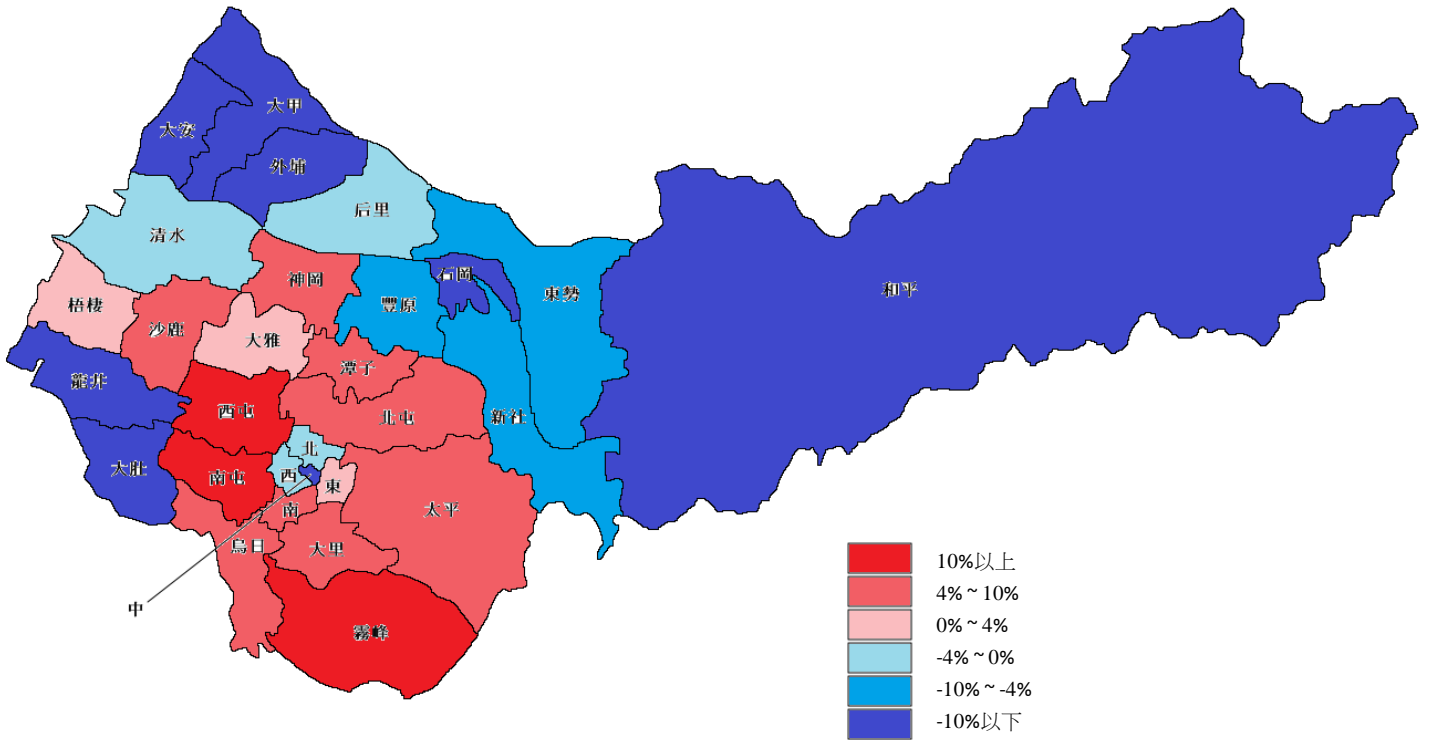 大甲
大安
外埔
后里
清水
神岡
石岡
東勢
和平
梧棲
豐原
沙鹿
大雅
潭子
龍井
西屯
北屯
新社
北
大肚
南屯
西
東
南
太平
烏日
大里
中
霧峰
10%以上
4%~10%
0%~4%
-4%~0%
-10%~-4%
-10%以下